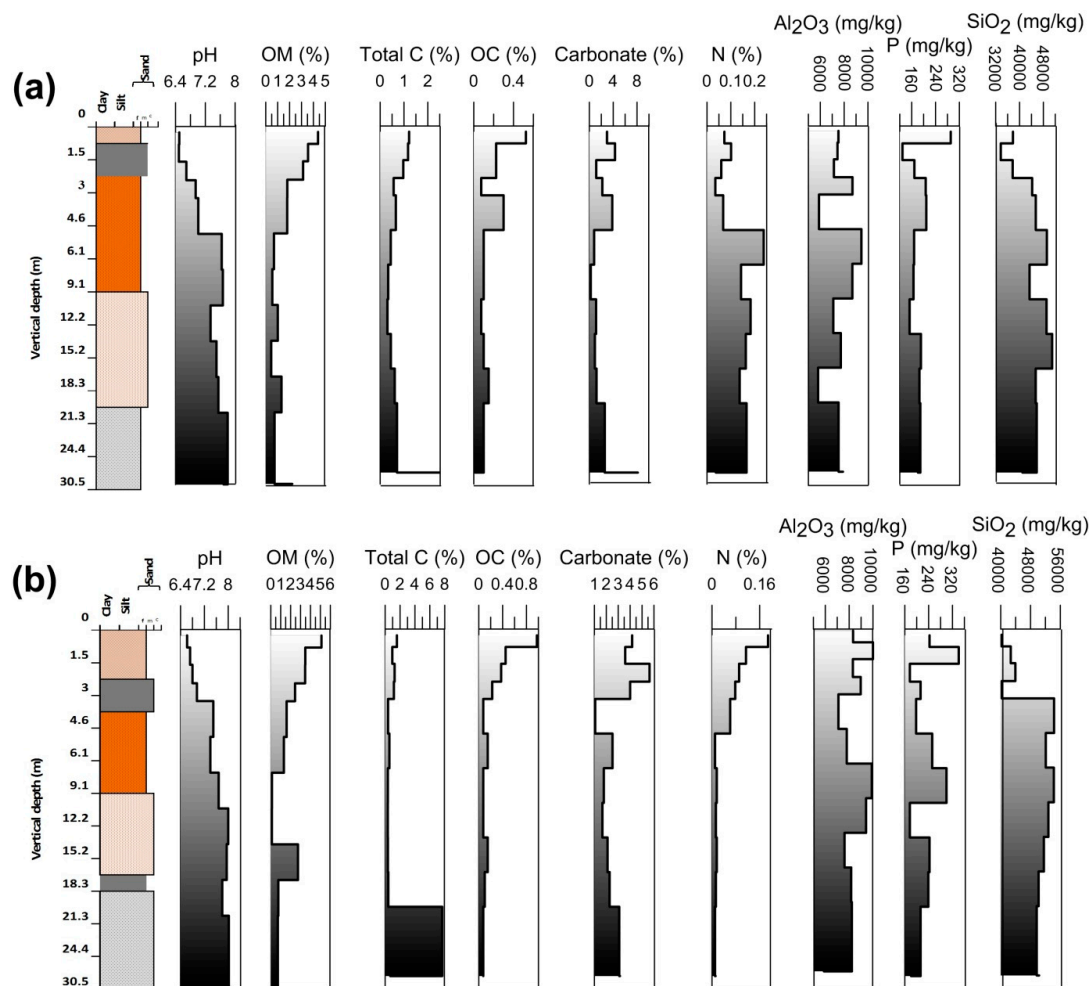 Al2O3 (mg/kg) SiO2 (mg/kg)
pH OM (%) Total C (%) OC (%) Carbonate (%) N (%) P (mg/kg)
(a)
Clay Silt Sand
f m c
6.4 7.2 8
0 1 2 3 4 5
0 1 2
0 0.4
0 4 8
0 0.1 0.2
6000 8000 10000
160 240 320
32000 40000 48000
Vertical depth (m)
0
1.5
3
4.6
6.1
9.1
12.2
15.2
18.3
21.3
24.4
30.5
Al2O3 (mg/kg) SiO2 (mg/kg)
pH OM (%) Total C (%) OC (%) Carbonate (%) N (%) P (mg/kg)
(b)
Clay Silt Sand
f m c
6.4 7.2 8
0 1 2 3 4 5 6
0 2 4 6 8
0 0.4 0.8
1 2 3 4 5 6
0 0.16
6000 8000 10000
160 240 320
40000 48000 56000
Vertical depth (m)
0
1.5
3
4.6
6.1
9.1
12.2
15.2
18.3
21.3
24.4
30.5